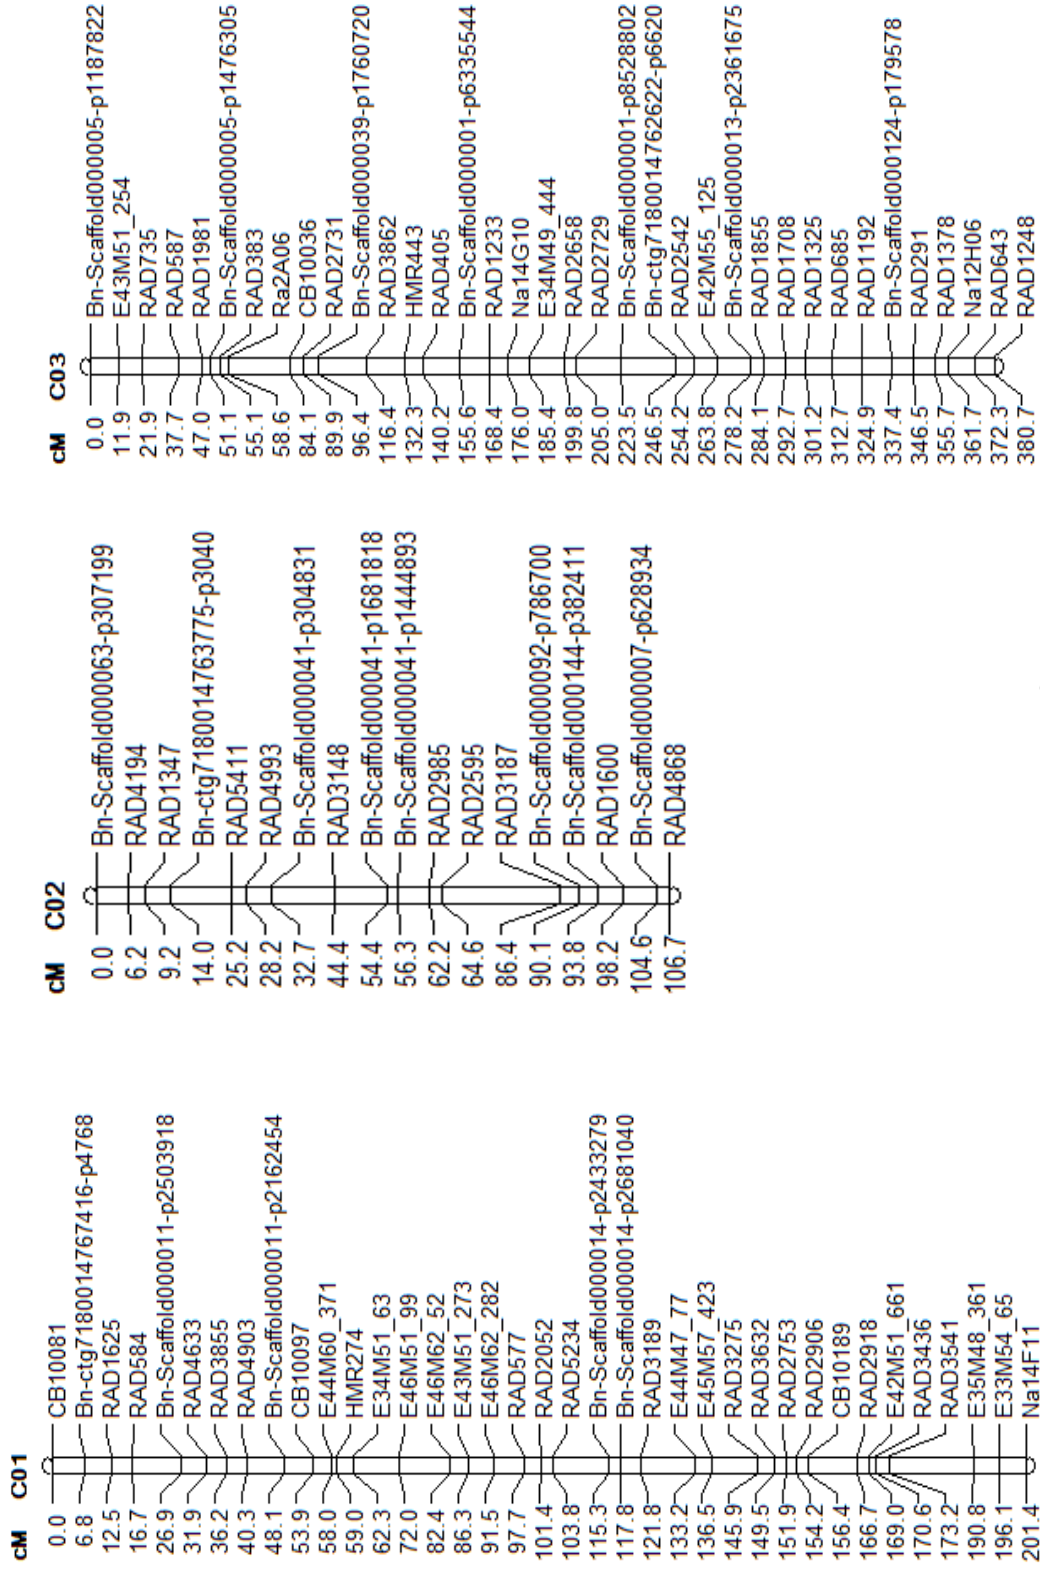 cM C01
0.0 CB10081
6.8 Bn-ctg7180014767416-p4768
12.5 RAD1625
16.7 RAD584
26.9 Bn-Scaffold000011-p2503918
31.9 RAD4633
36.2 RAD3855
40.3 RAD4903
48.1 Bn-Scaffold000011-p2162454
53.9 CB10097
58.0 E44M60_371
59.0 HMR274
62.3 E34M51_63
72.0 E46M51_99
82.4 E46M62_52
86.3 E43M51_273
91.5 E46M62_282
97.7 RAD577
101.4 RAD2052
103.8 RAD5234
115.3 Bn-Scaffold000014-p2433279
117.8 Bn-Scaffold000014-p2681040
121.8 RAD3189
133.2 E44M47_77
136.5 E45M57_423
145.9 RAD3275
149.5 RAD3632
151.9 RAD2753
154.2 RAD2906
156.4 CB10189
166.7 RAD2918
169.0 E42M51_661
170.6 RAD3436
173.2 RAD3541
190.8 E35M48_361
196.1 E33M54_65
201.4 Na14F11
cM C02
0.0 Bn-Scaffold000063-p307199
6.2 RAD4194
9.2 RAD1347
14.0 Bn-ctg7180014763775-p3040
25.2 RAD5411
28.2 RAD4993
32.7 Bn-Scaffold000041-p304831
44.4 RAD3148
54.4 Bn-Scaffold000041-p1681818
56.3 Bn-Scaffold000041-p1444893
62.2 RAD2985
64.6 RAD2595
86.4 RAD3187
90.1 Bn-Scaffold000092-p786700
93.8 Bn-Scaffold000144-p382411
98.2 RAD1600
104.6 Bn-Scaffold000007-p628934
106.7 RAD4868
cM C03
0.0 Bn-Scaffold000005-p1187822
11.9 E43M51_254
21.9 RAD735
37.7 RAD587
47.0 RAD1981
51.1 Bn-Scaffold000005-p1476305
55.1 RAD383
58.6 Ra2A06
84.1 CB10036
89.9 RAD2731
96.4 Bn-Scaffold000039-p1760720
116.4 RAD3862
132.3 HMR443
140.2 RAD405
155.6 Bn-Scaffold000001-p6335544
168.4 RAD1233
176.0 Na14G10
185.4 E34M49_444
199.8 RAD2658
205.0 RAD2729
223.5 Bn-Scaffold000001-p8528802
246.5 Bn-ctg7180014762622-p6620
254.2 RAD2542
263.8 E42M55_125
278.2 Bn-Scaffold000013-p2361675
284.1 RAD1855
292.7 RAD1708
301.2 RAD1325
312.7 RAD685
324.9 RAD1192
337.4 Bn-Scaffold000124-p179578
346.5 RAD291
355.7 RAD1378
361.7 Na12H06
372.3 RAD643
380.7 RAD1248